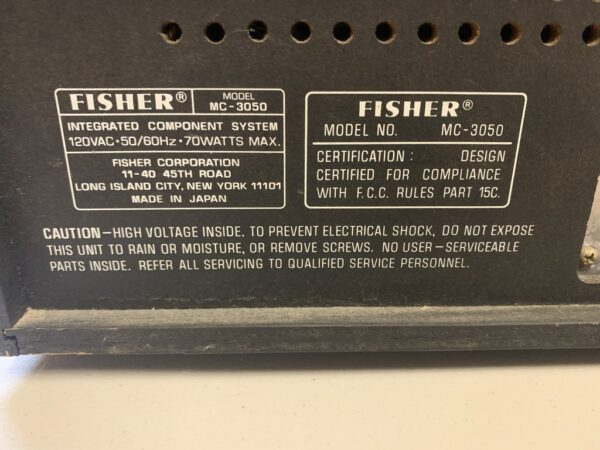 FISHER® MODEL MC-3050
INTEGRATED COMPONENT SYSTEM
120VAC•50/60Hz•70WATTS MAX.
FISHER CORPORATION
11-40 45TH ROAD
LONG ISLAND CITY, NEW YORK 11101
MADE IN JAPAN
FISHER®
MODEL NO. MC-3050
CERTIFICATION: DESIGN
CERTIFIED FOR COMPLIANCE
WITH F.C.C. RULES PART 15C.
CAUTION—HIGH VOLTAGE INSIDE. TO PREVENT ELECTRICAL SHOCK, DO NOT EXPOSE
THIS UNIT TO RAIN OR MOISTURE, OR REMOVE SCREWS. NO USER-SERVICEABLE
PARTS INSIDE. REFER ALL SERVICING TO QUALIFIED SERVICE PERSONNEL.